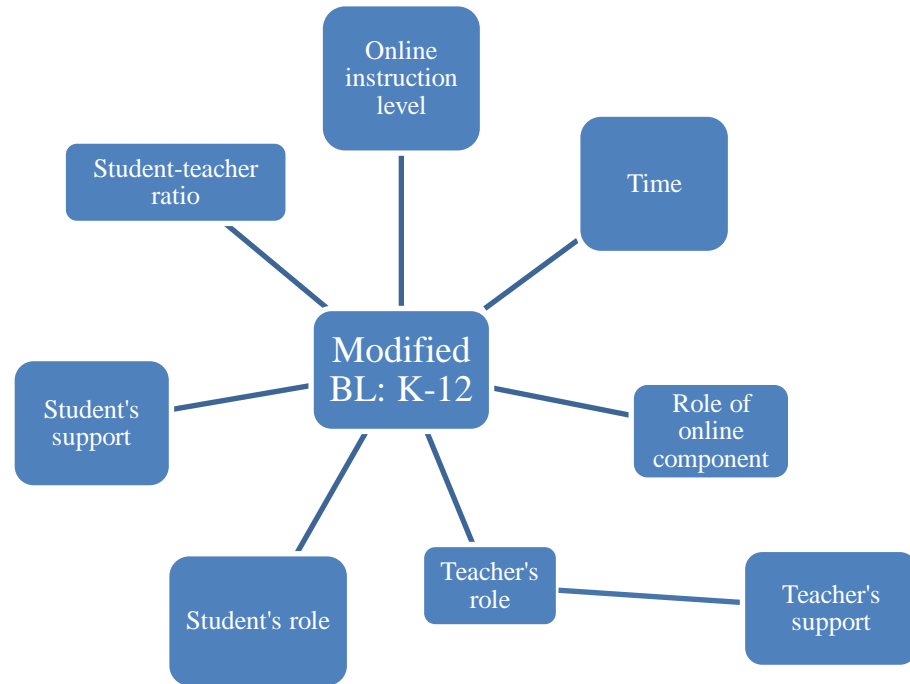 Online
instruction
level
Student-teacher
ratio
Time
Modified
BL: K-12
Student's
support
Role of
online
component
Student's role
Teacher's
role
Teacher's
support